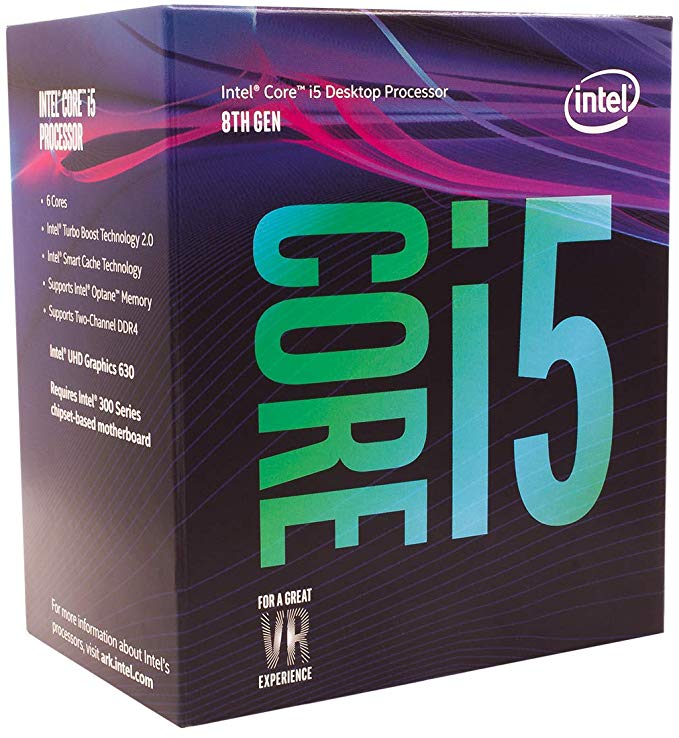 INTEL® CORE™ i5
PROCESSOR
• 6 Cores
• Intel® Turbo Boost Technology 2.0
• Intel® Smart Cache Technology
• Supports Intel® Optane™ Memory
• Supports Two-Channel DDR4
Intel® UHD Graphics 630
Requires Intel® 300 Series
chipset-based motherboard
For more information about Intel's
processors, visit ark.intel.com
Intel® Core™ i5 Desktop Processor
8TH GEN
intel®
CORE i5
FOR A GREAT
VR
EXPERIENCE